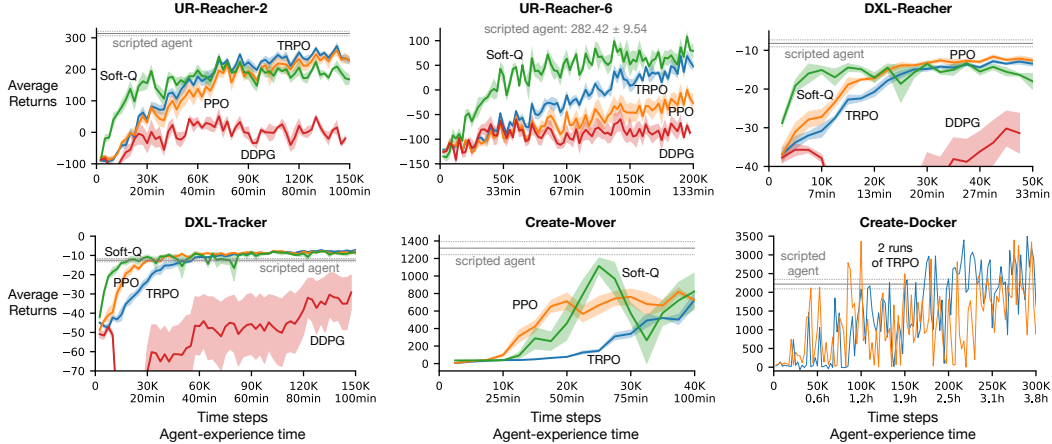 UR-Reacher-2
300
200
100
0
−100
Average
Returns
scripted agent
Soft-Q
TRPO
PPO
DDPG
0 30K 60K 90K 120K 150K
20min 40min 60min 80min 100min
UR-Reacher-6
100
50
0
−50
−100
−150
scripted agent: 282.42 ± 9.54
Soft-Q
TRPO
PPO
DDPG
0 50K 100K 150K 200K
33min 67min 100min 133min
DXL-Reacher
−10
−20
−30
−40
scripted agent
PPO
Soft-Q
TRPO
DDPG
0 10K 20K 30K 40K 50K
7min 13min 20min 27min 33min
DXL-Tracker
0
−10
−20
−30
−40
−50
−60
−70
Average
Returns
Soft-Q
scripted agent
PPO
TRPO
DDPG
0 30K 60K 90K 120K 150K
20min 40min 60min 80min 100min
Time steps
Agent-experience time
Create-Mover
1400
1200
1000
800
600
400
200
0
scripted agent
Soft-Q
PPO
TRPO
0 10K 20K 30K 40K
25min 50min 75min 100min
Time steps
Agent-experience time
Create-Docker
3500
3000
2500
2000
1500
1000
500
0
scripted
agent
2 runs
of TRPO
0 50K 100K 150K 200K 250K 300K
0.6h 1.2h 1.9h 2.5h 3.1h 3.8h
Time steps
Agent-experience time